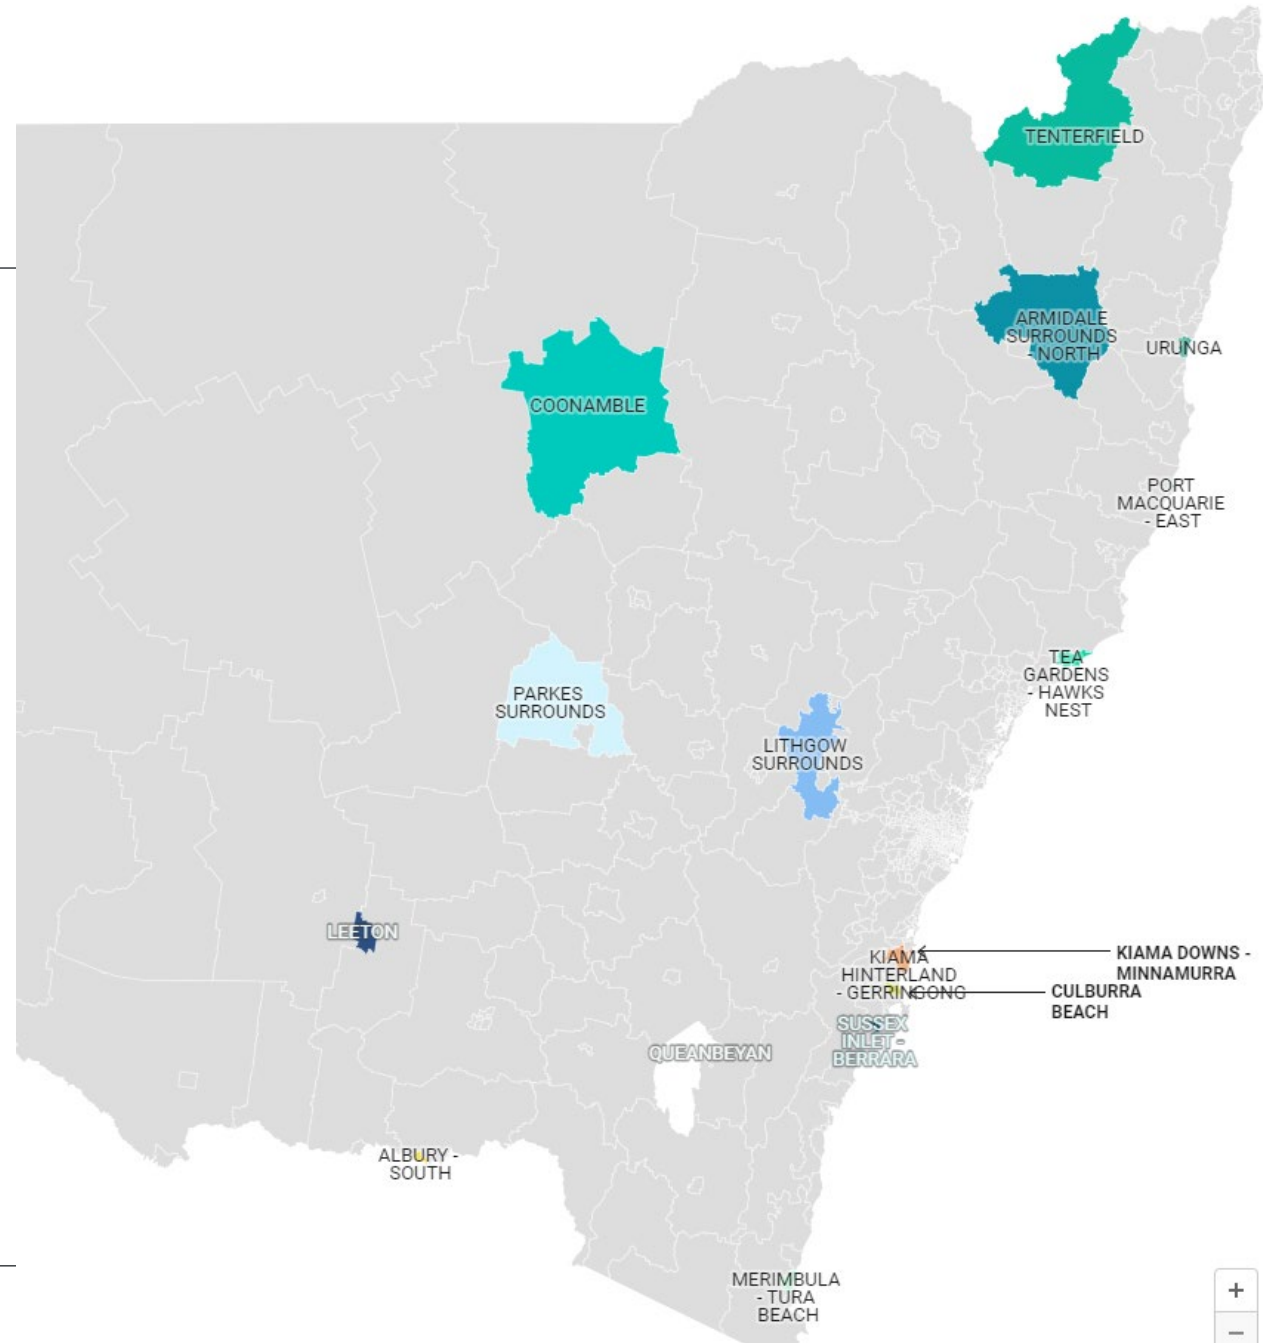 TENTERFIELD
ARMIDALE
SURROUNDS
- NORTH
URUNGA
COONAMBLE
PORT
MACQUARIE
- EAST
TEA
GARDENS
- HAWKS
NEST
PARKES
SURROUNDS
LITHGOW
SURROUNDS
LEETON
KIAMA
HINTERLAND
- GERRINGONG
KIAMA DOWNS -
MINNAMURRA
CULBURRA
BEACH
SUSSEX
INLET -
BERRARA
QUEANBEYAN
ALBURY -
SOUTH
MERIMBULA
- TURA
BEACH
+
−